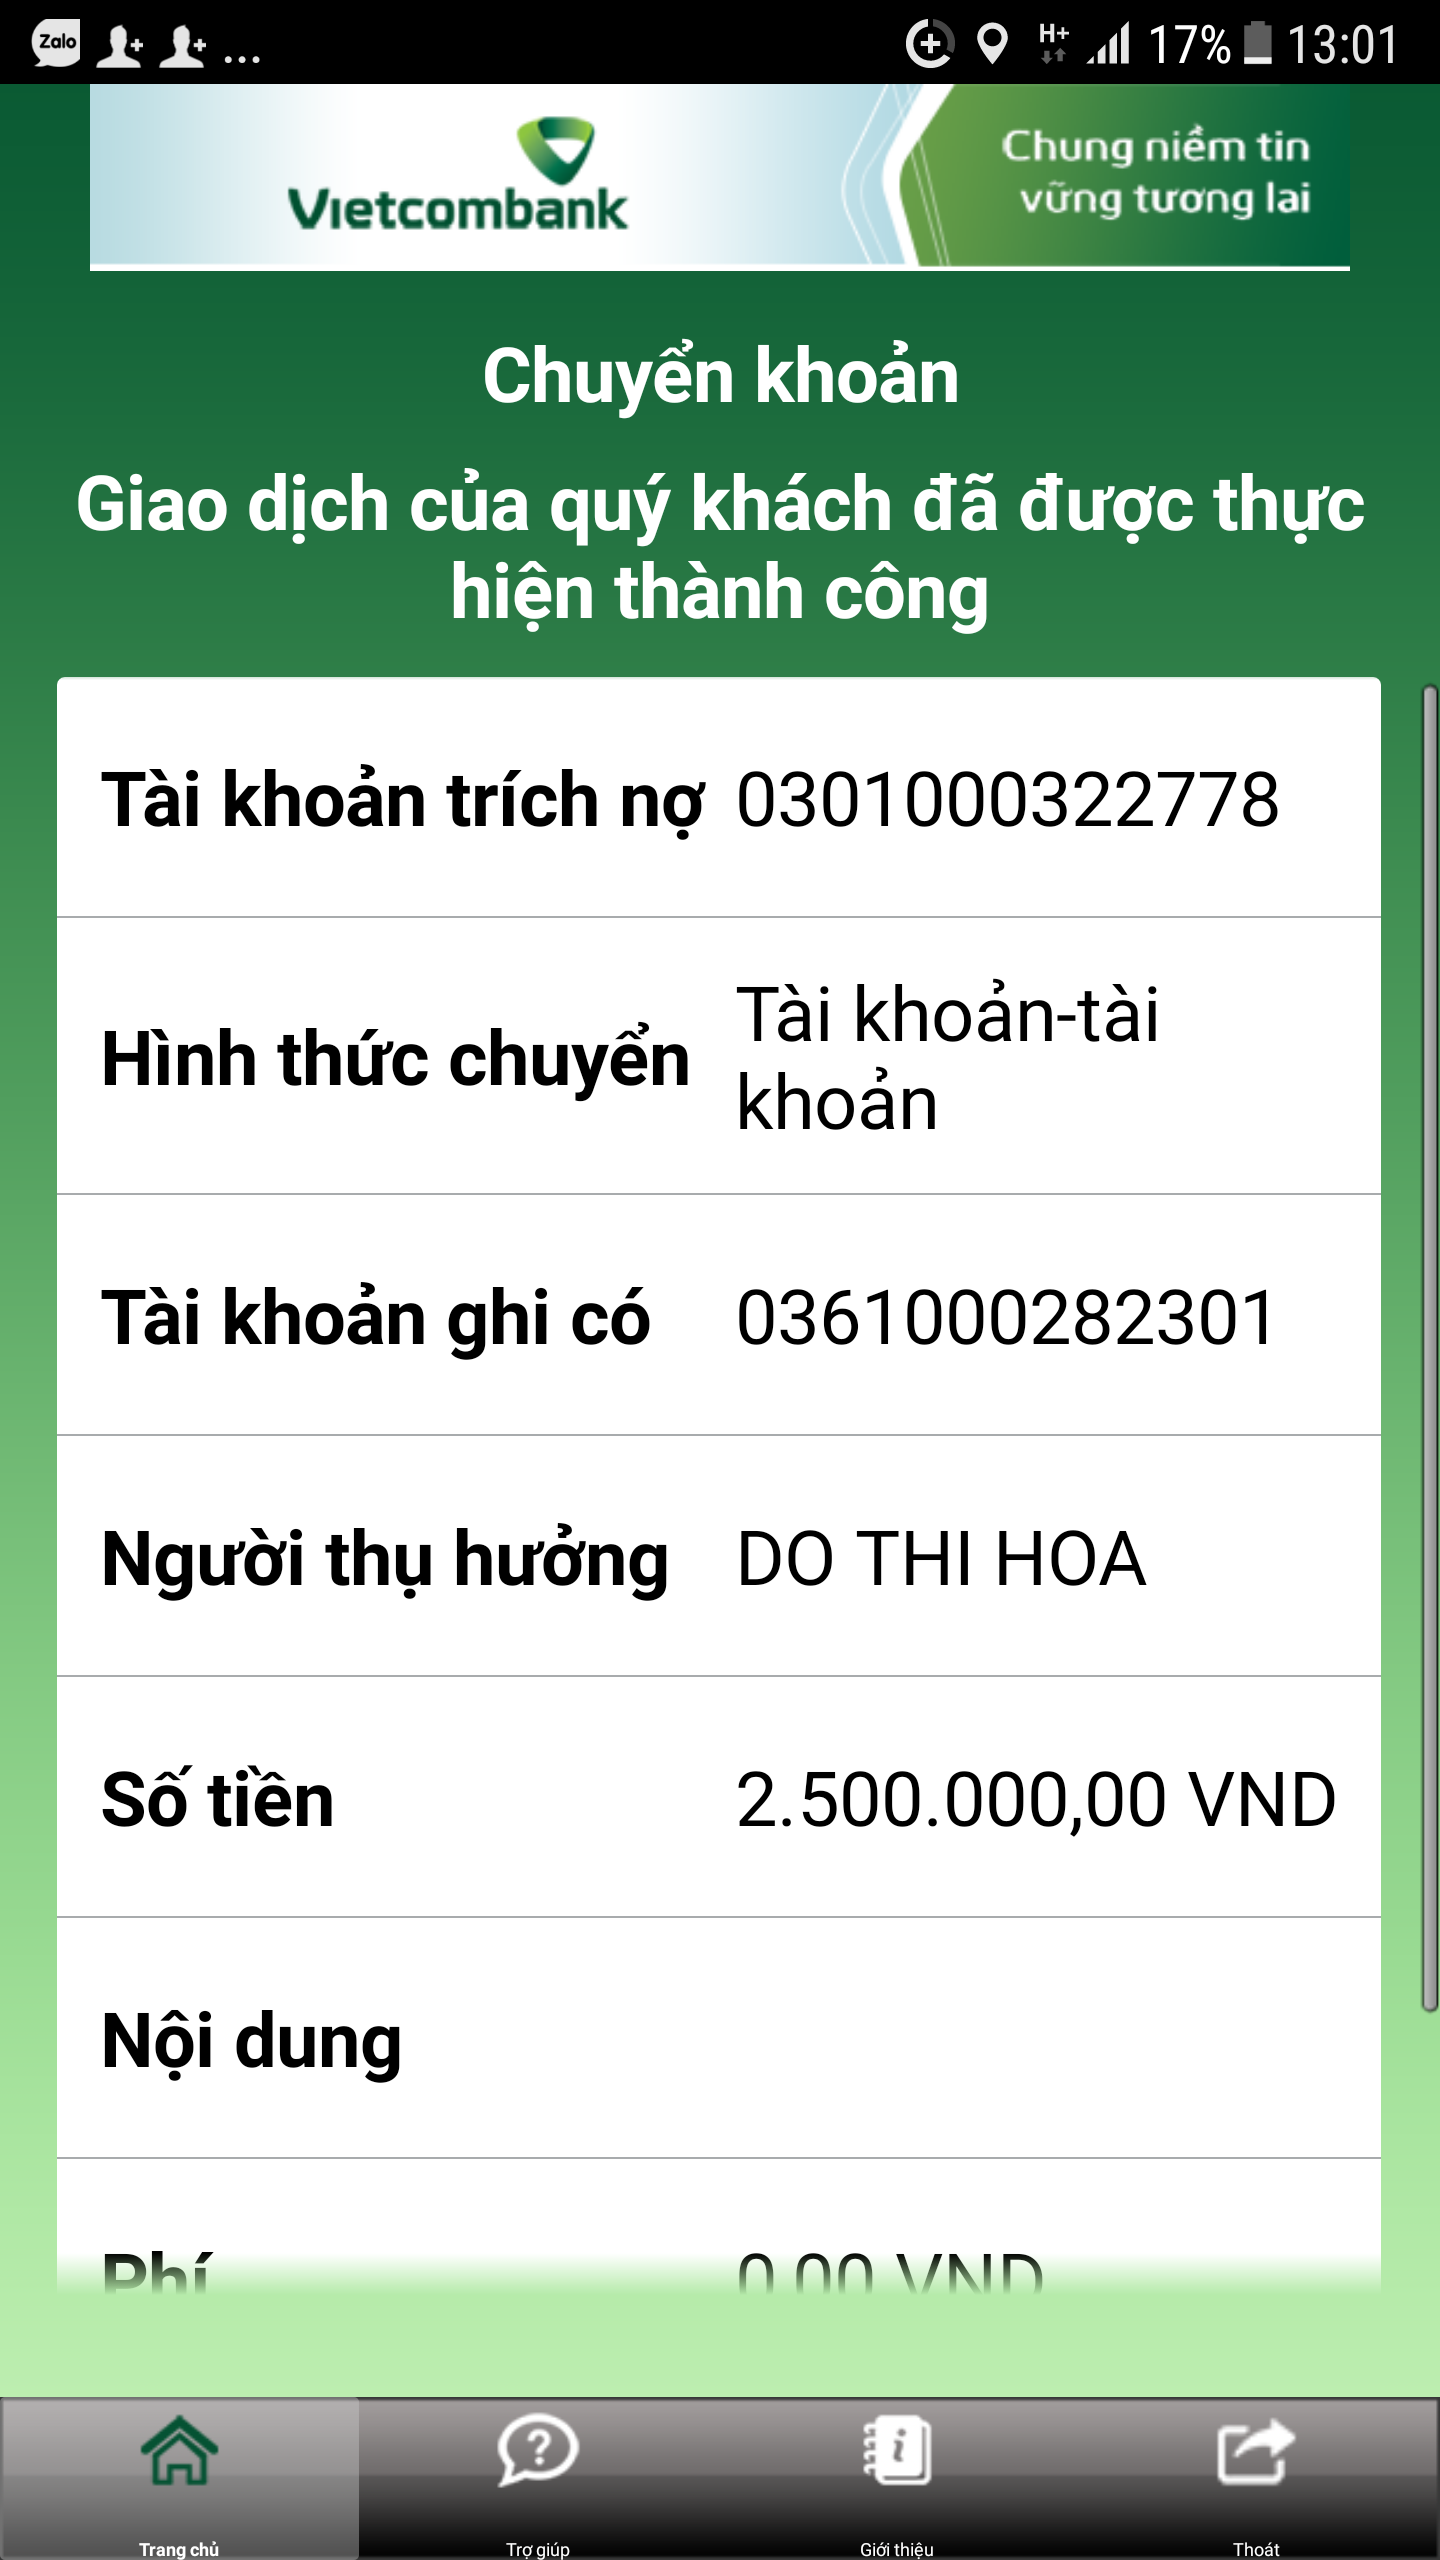 Zalo
...
H+
17%
13:01
Vietcombank
Chung niềm tin
vững tương lai
Chuyển khoản
Giao dịch của quý khách đã được thực
hiện thành công
Tài khoản trích nợ 0301000322778
Hình thức chuyển
Tài khoản-tài
khoản
Tài khoản ghi có 0361000282301
Người thụ hưởng DO THI HOA
Số tiền 2.500.000,00 VND
Nội dung
Phí 0,00 VND
Trang chủ
Trợ giúp
Giới thiệu
Thoát